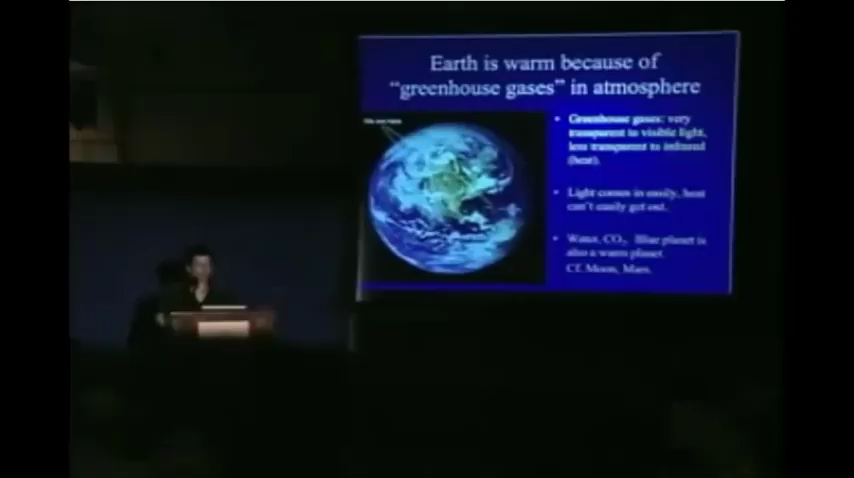 Earth is warm because of
“greenhouse gases” in atmosphere
• Greenhouse gases: very
transparent to visible light,
less transparent to infrared
(heat).
• Light comes in easily, heat
can't easily get out.
• Water, CO₂. Blue planet is
also a warm planet.
Cf. Moon, Mars.